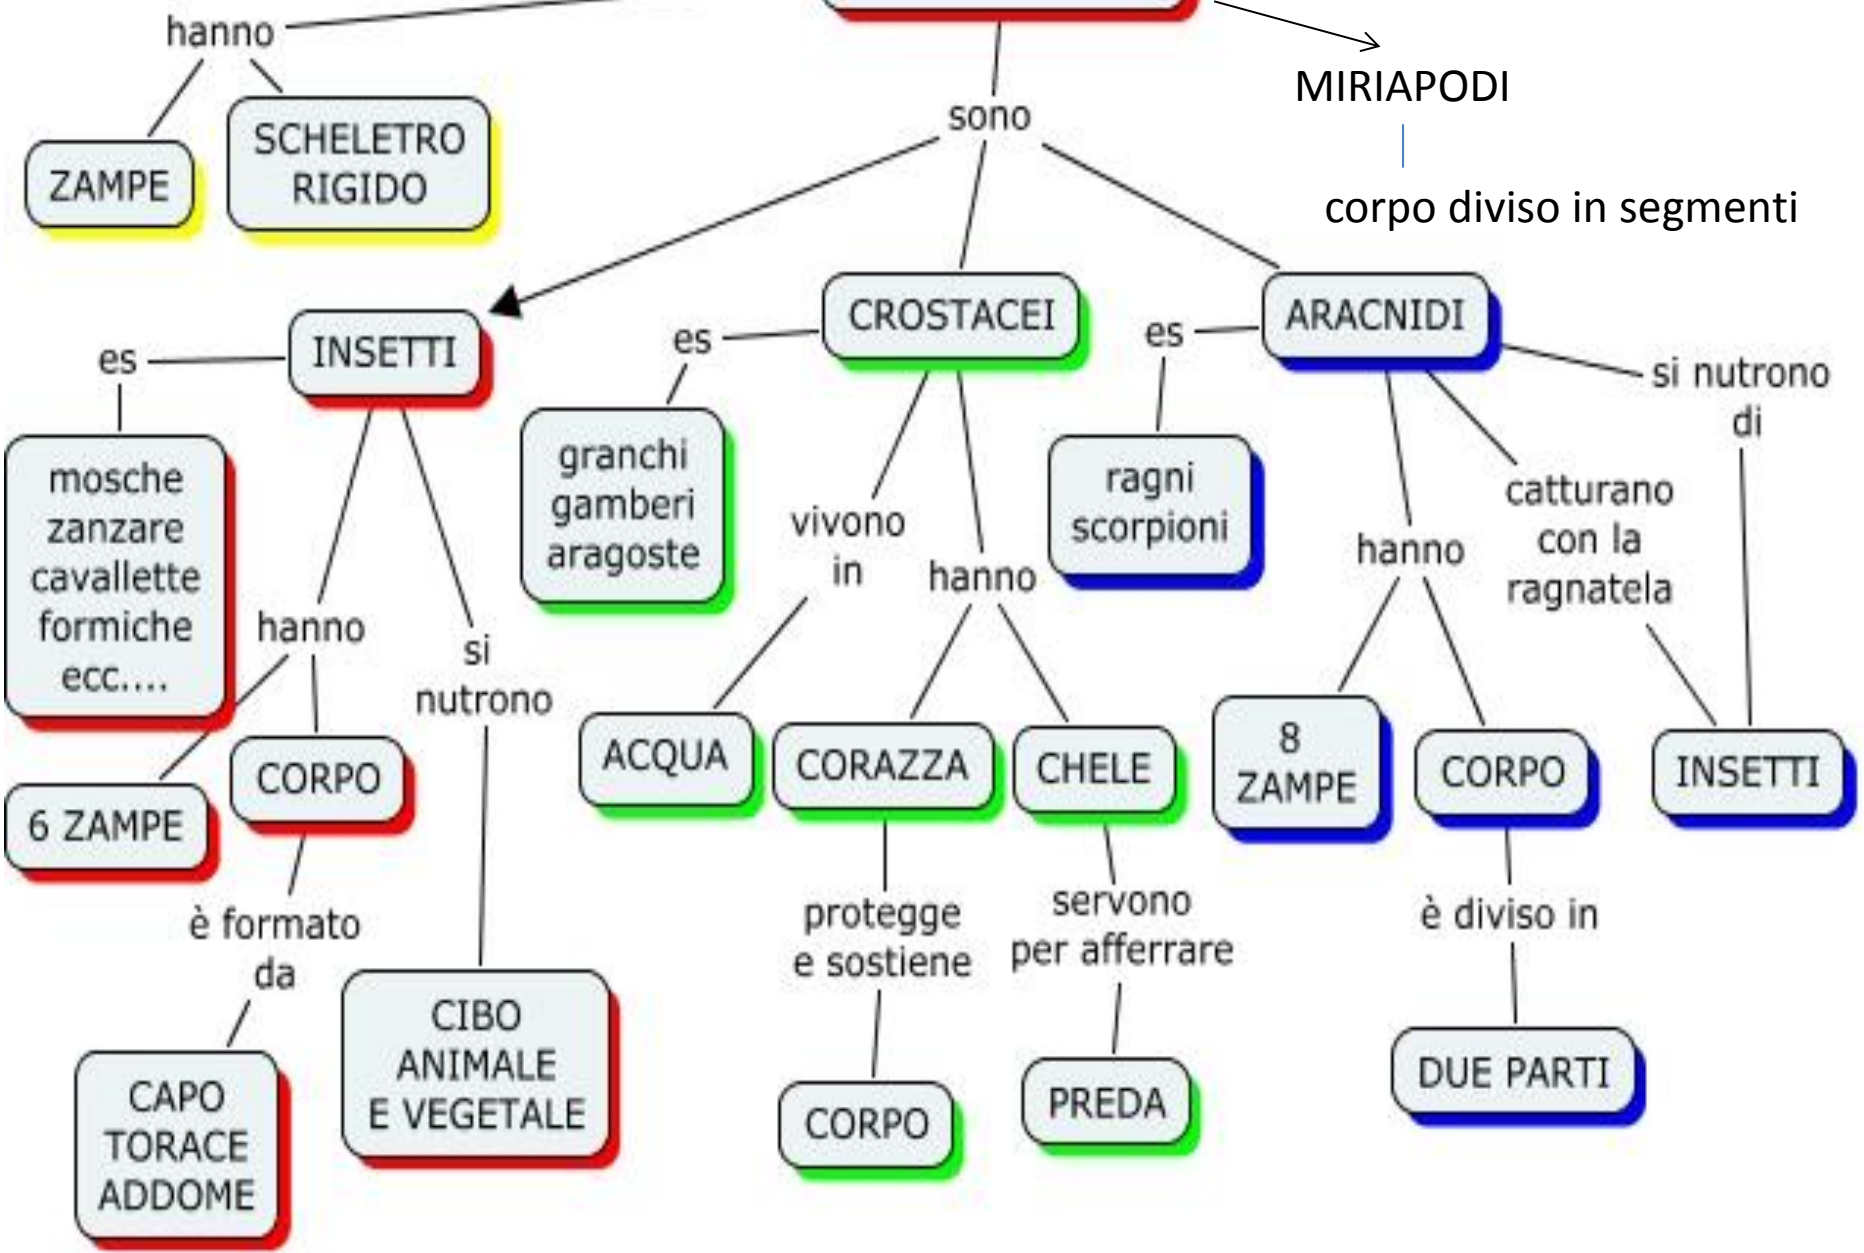 hanno
ZAMPE
SCHELETRO
RIGIDO
sono
MIRIAPODI
corpo diviso in segmenti
INSETTI
es
mosche
zanzare
cavallette
formiche
ecc....
hanno
6 ZAMPE
CORPO
è formato
da
CAPO
TORACE
ADDOME
si
nutrono
CIBO
ANIMALE
E VEGETALE
CROSTACEI
es
granchi
gamberi
aragoste
vivono
in
ACQUA
hanno
CORAZZA
protegge
e sostiene
CORPO
CHELE
servono
per afferrare
PREDA
ARACNIDI
es
ragni
scorpioni
hanno
8
ZAMPE
CORPO
è diviso in
DUE PARTI
catturano
con la
ragnatela
si nutrono
di
INSETTI